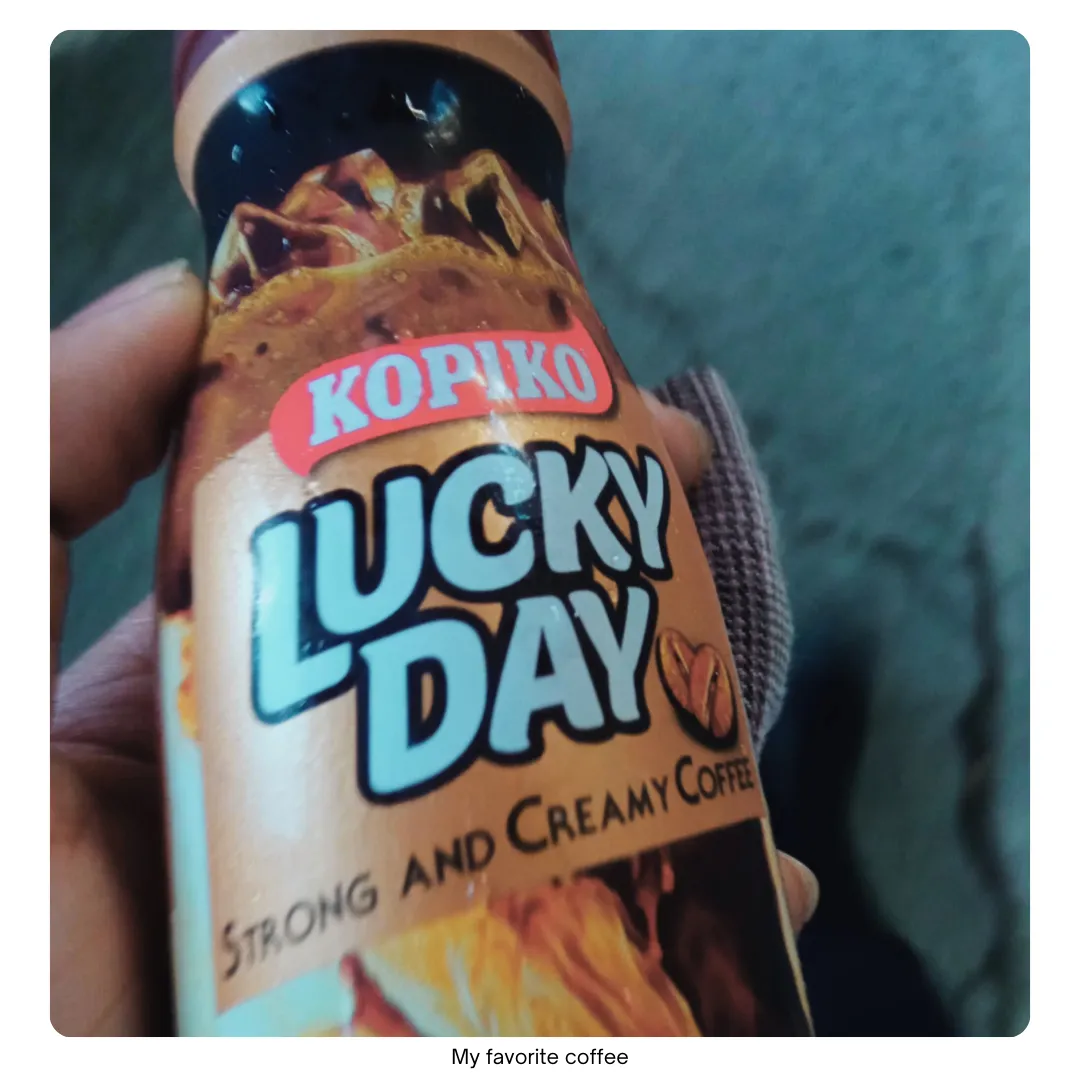 KOPIKO
LUCKY
DAY
STRONG AND CREAMY COFFEE
My favorite coffee